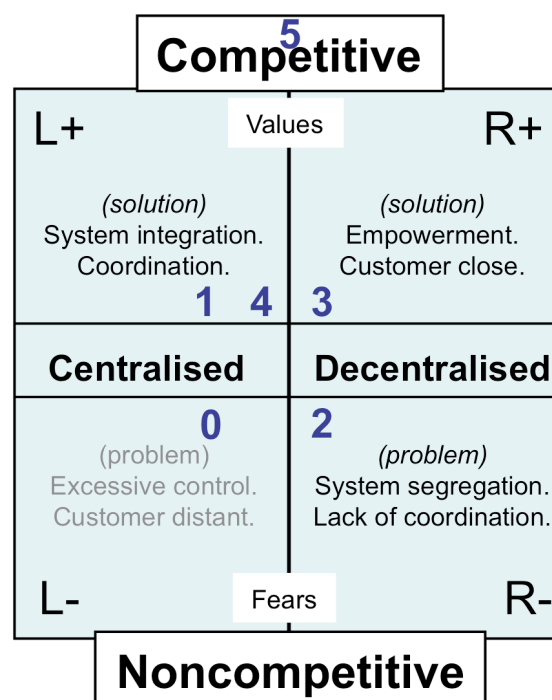 5
Competitive
L+
Values
R+
(solution)
System integration.
Coordination.
(solution)
Empowerment.
Customer close.
1 4 3
Centralised
Decentralised
0
2
(problem)
Excessive control.
Customer distant.
(problem)
System segregation.
Lack of coordination.
L-
Fears
R-
Noncompetitive